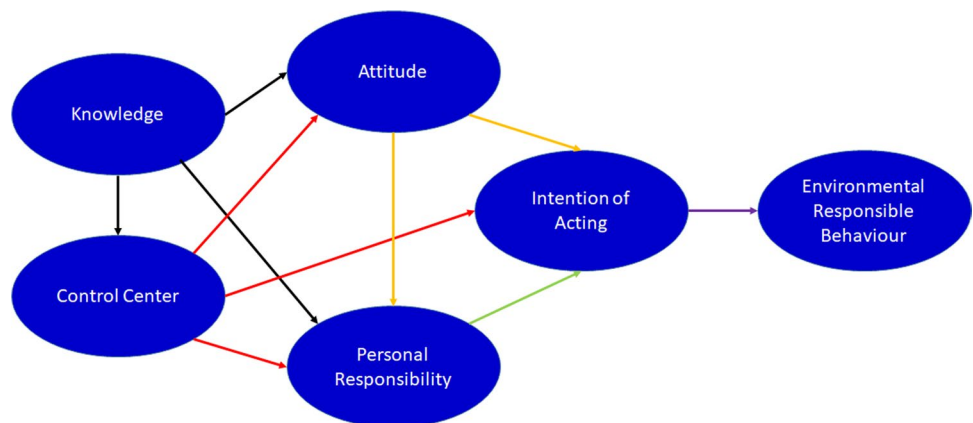 Attitude
Knowledge
Intention of
Acting
Environmental
Responsible
Behaviour
Control Center
Personal
Responsibility